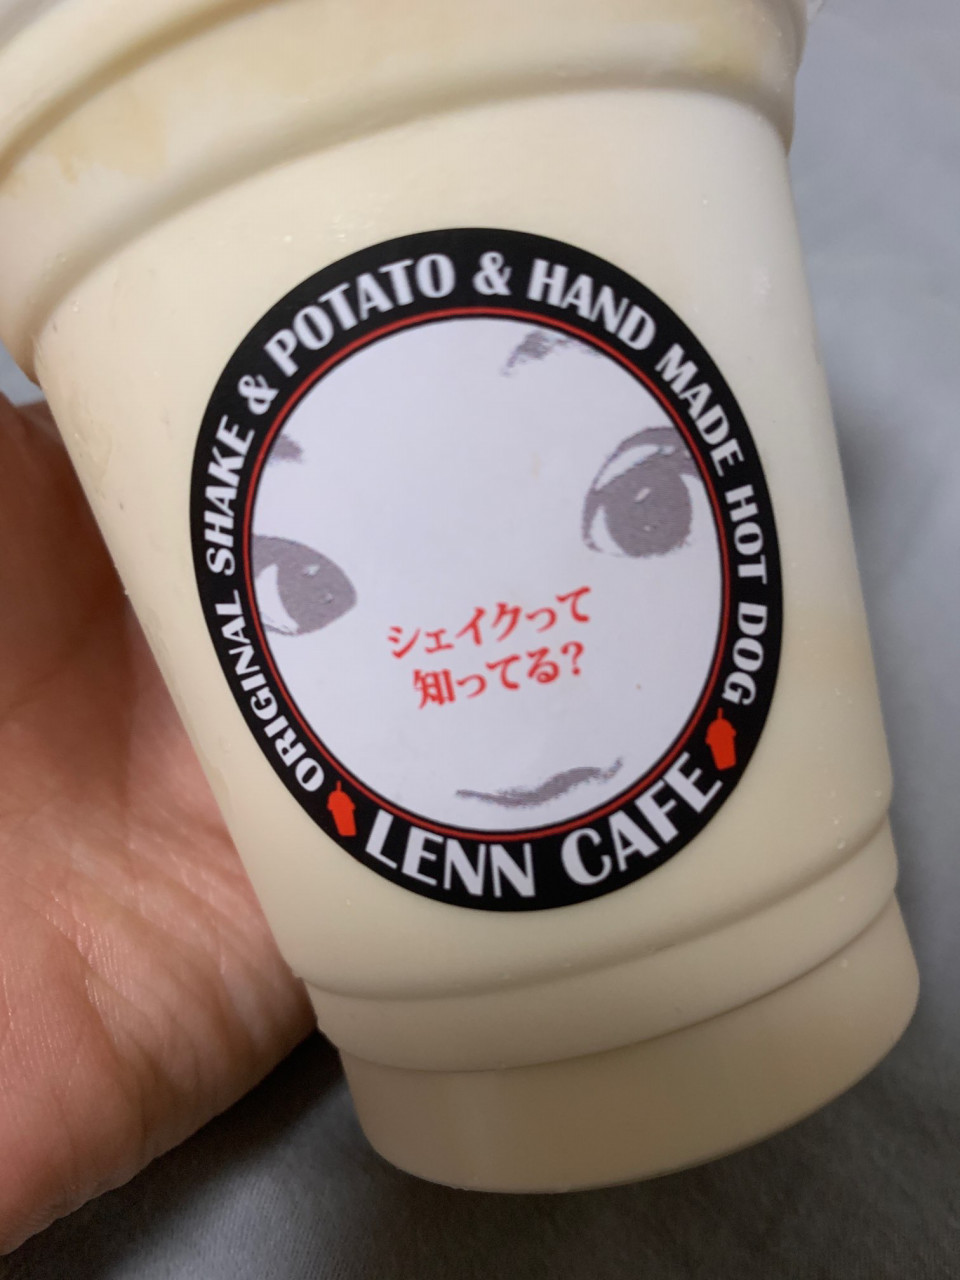 ORIGINAL SHAKE & POTATO & HAND MADE HOT DOG
シェイクって
知ってる?
LENN CAFE